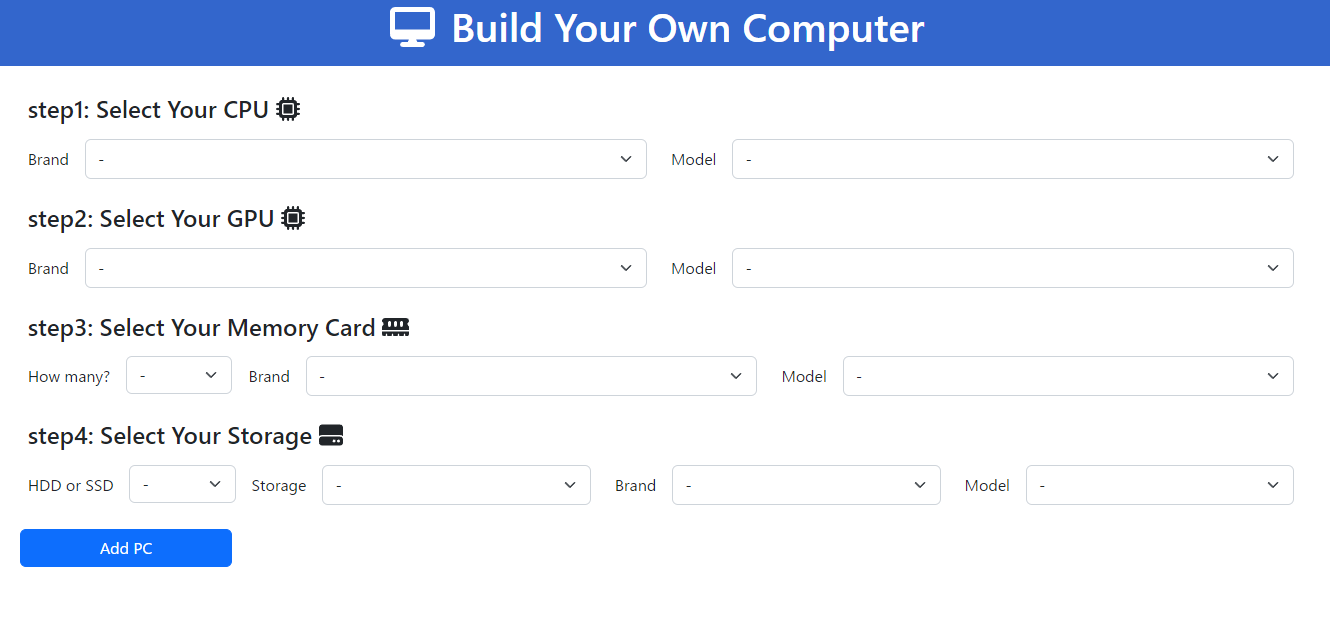 Build Your Own Computer
step1: Select Your CPU
Brand - Model -
step2: Select Your GPU
Brand - Model -
step3: Select Your Memory Card
How many? - Brand - Model -
step4: Select Your Storage
HDD or SSD - Storage - Brand - Model -
Add PC